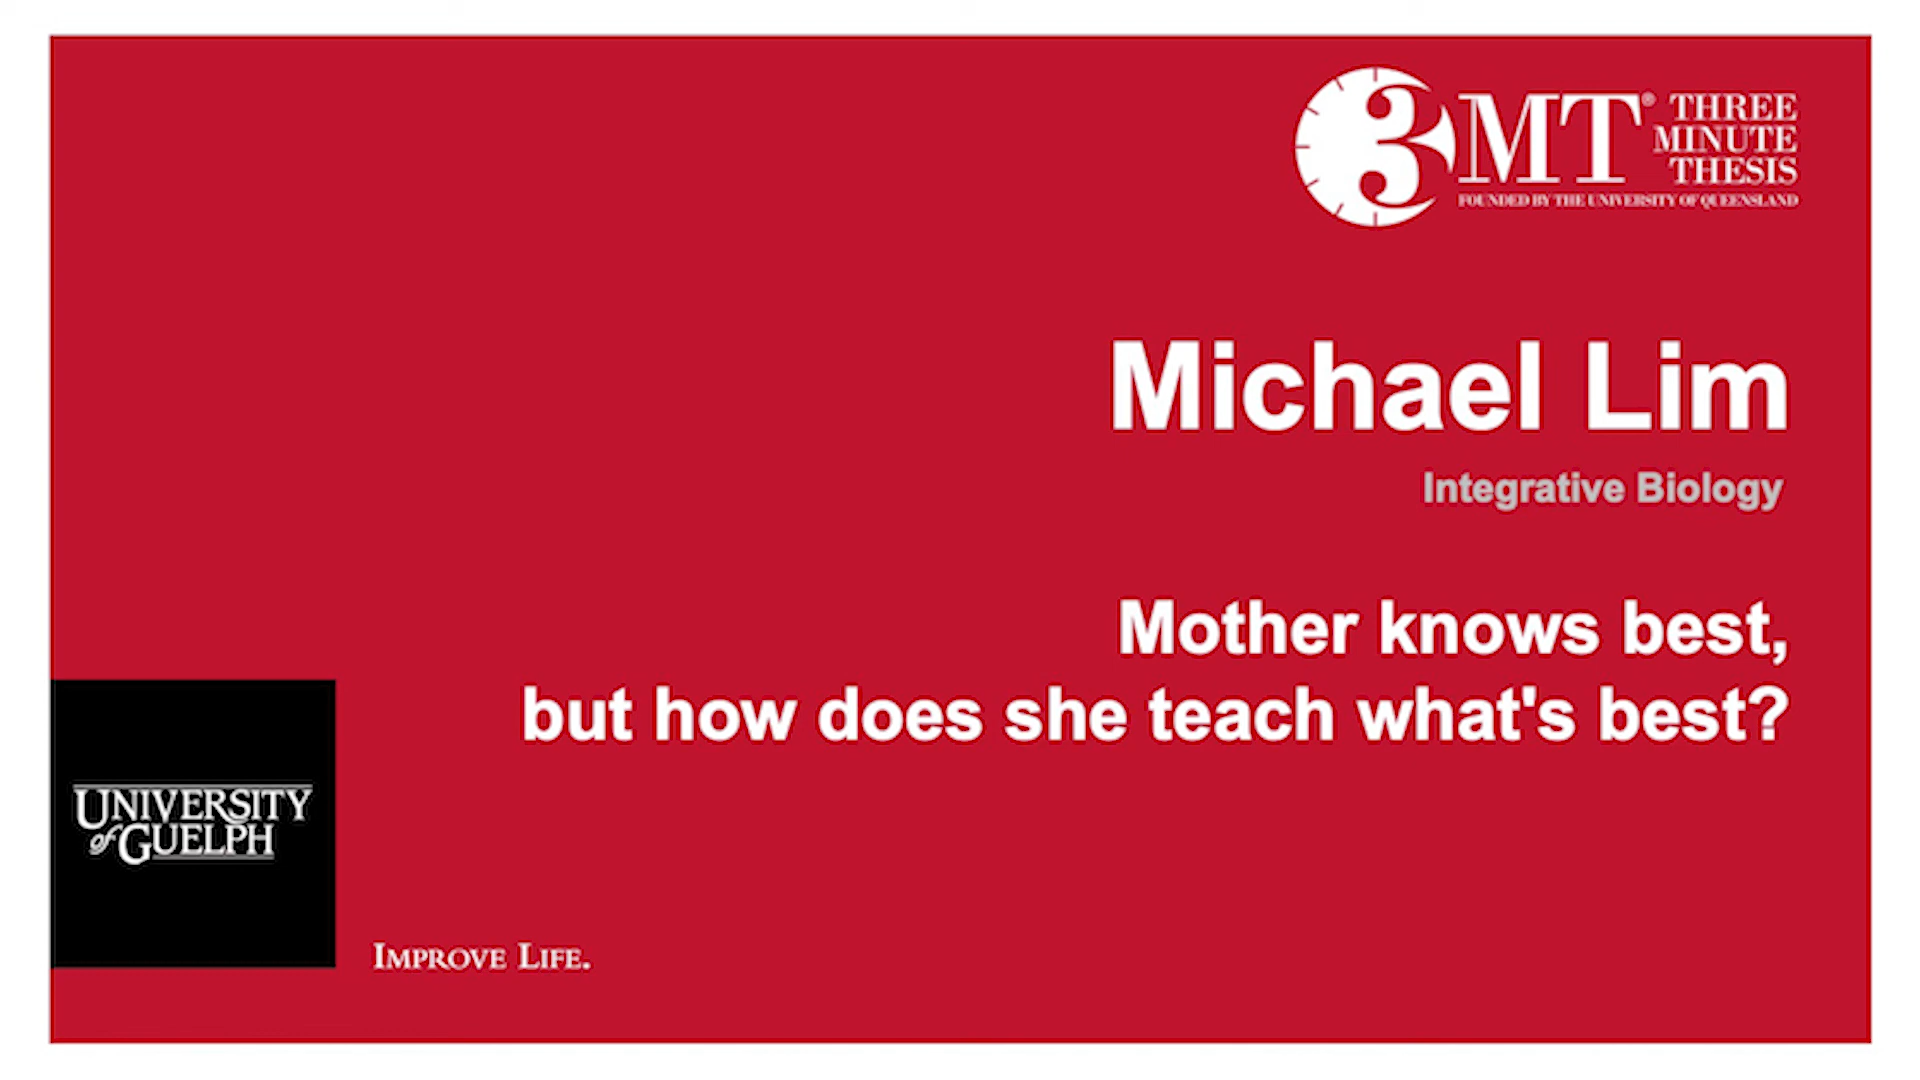 3MT® THREE
MINUTE
THESIS
FOUNDED BY THE UNIVERSITY OF QUEENSLAND
Michael Lim
Integrative Biology
Mother knows best,
but how does she teach what's best?
UNIVERSITY
of GUELPH
IMPROVE LIFE.